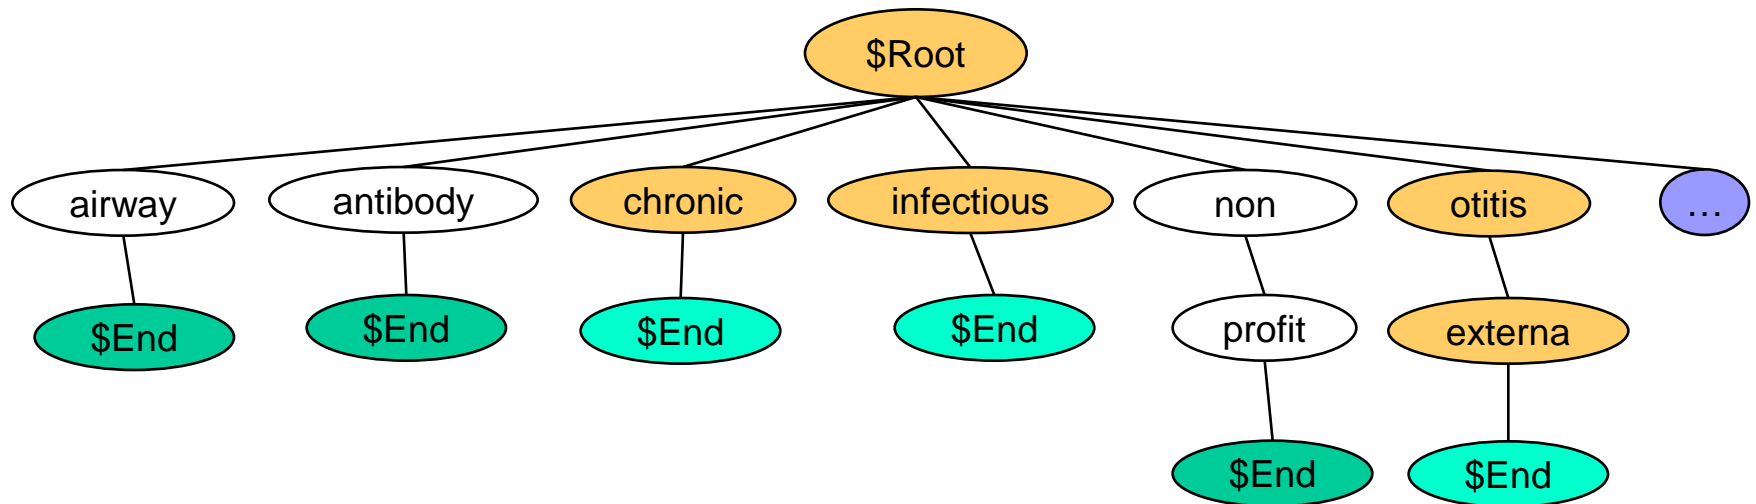 $Root
airway antibody chronic infectious non otitis …
$End $End $End $End profit externa
$End $End